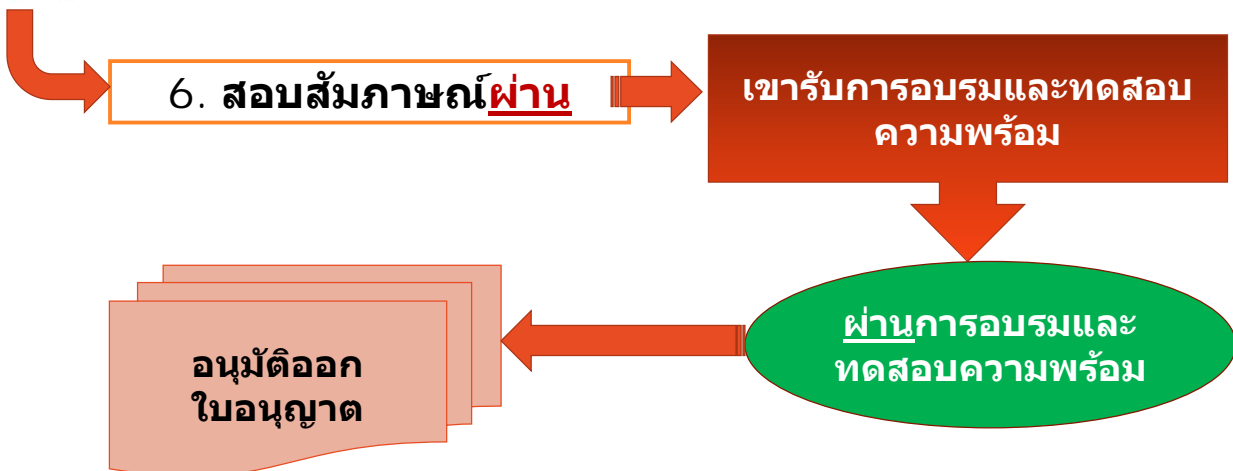 6. สอบสัมภาษณ์ผ่าน
เขารับการอบรมและทดสอบ
ความพร้อม
ผ่านการอบรมและ
ทดสอบความพร้อม
อนุมัติออก
ใบอนุญาต